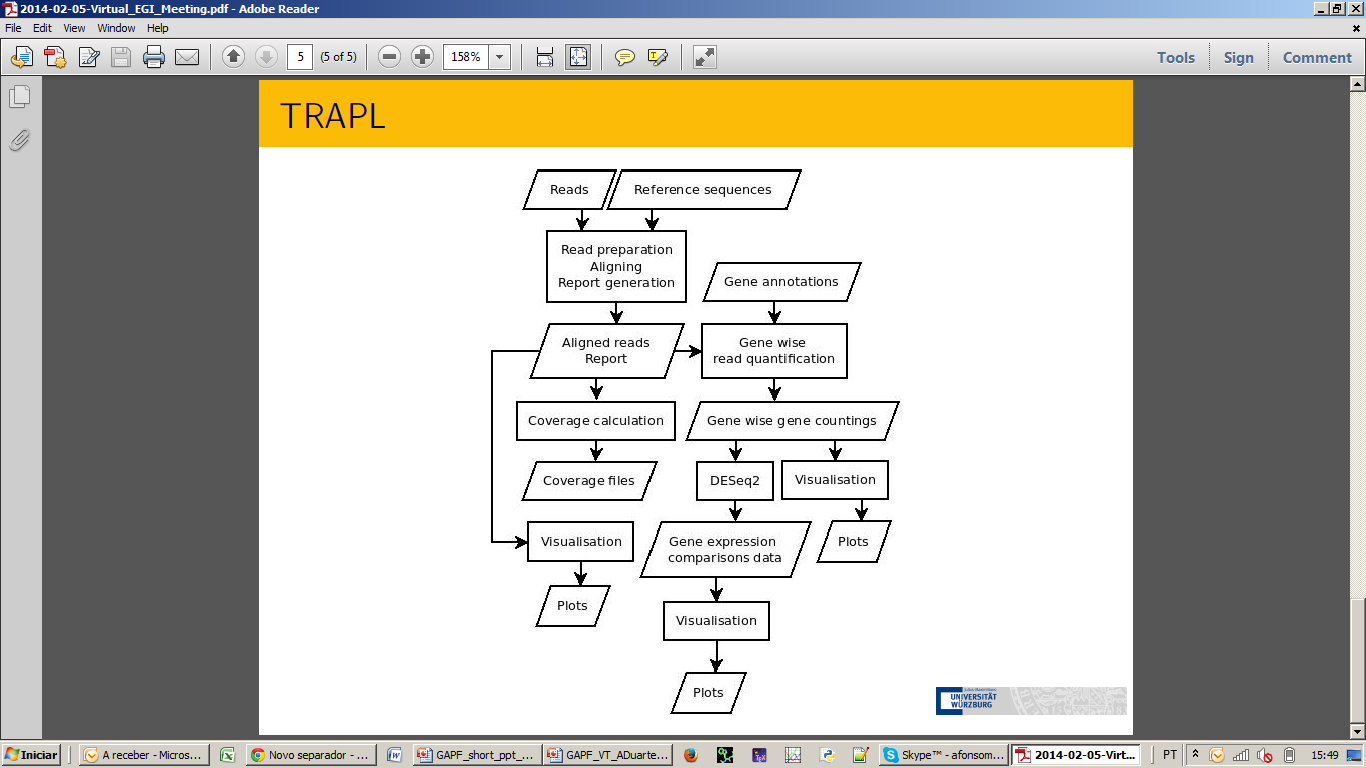 2014-02-05-Virtual_EGI_Meeting.pdf - Adobe Reader
File Edit View Window Help
5 (5 of 5) 158% Tools Sign Comment
TRAPL
Reads
Reference sequences
Read preparation
Aligning
Report generation
Gene annotations
Aligned reads
Report
Gene wise
read quantification
Coverage calculation
Gene wise gene countings
Coverage files
DESeq2
Visualisation
Visualisation
Gene expression
comparisons data
Plots
Plots
Visualisation
Plots
UNIVERSITÄT
WÜRZBURG
Iniciar
A receber - Micros...
Novo separador - ...
GAPF_short_ppt_...
GAPF_VT_ADuarte...
Skype™ - afonsom...
2014-02-05-Virt...
PT
15:49